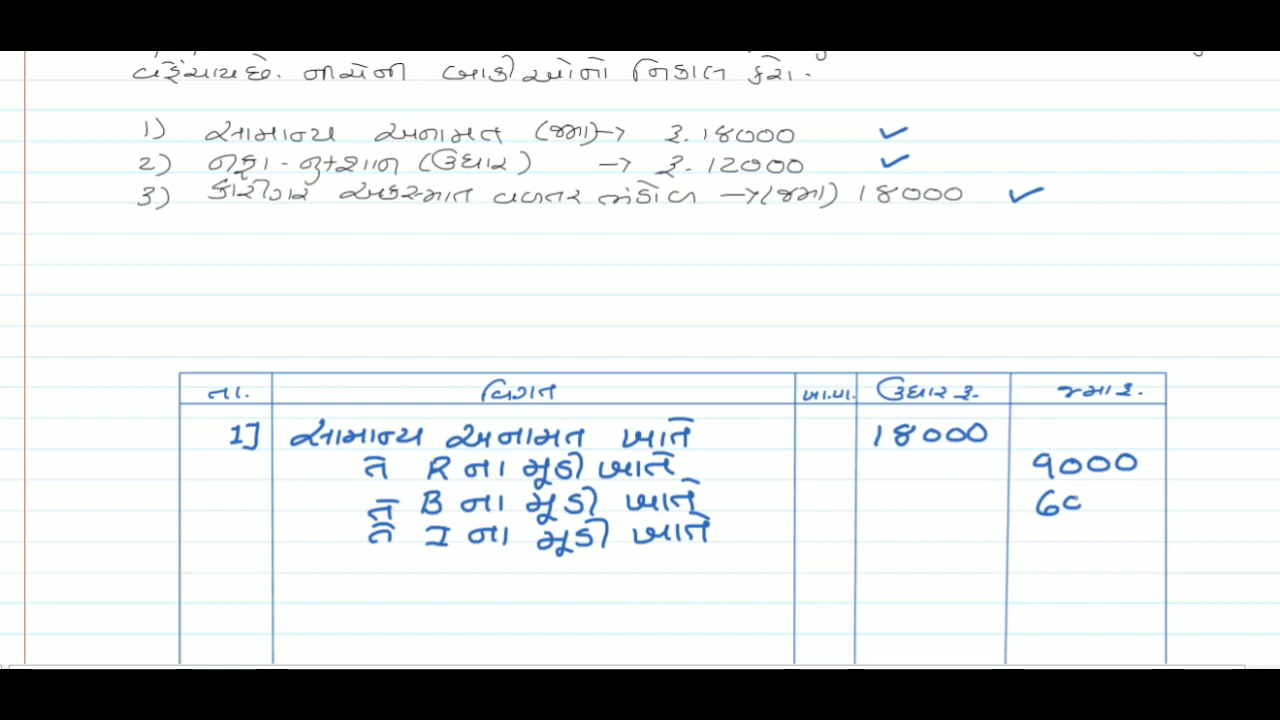 વહેંચાય છે. નીચેની બાકીઓનો નિકાલ કરો.
1) સામાન્ય અનામત (જમા) → રૂ. 18000 ✓
2) નફા - નુકશાન (ઉધાર) → રૂ. 12000 ✓
3) કારીગર અકસ્માત વળતર ભંડોળ → (જમા) 18000 ✓
તા. વિગત ખા.પા. ઉધાર રૂ. જમા રૂ.
1] સામાન્ય અનામત ખાતે 18000
તે R ના મૂડી ખાતે 9000
તે B ના મૂડી ખાતે 60
તે I ના મૂડી ખાતે